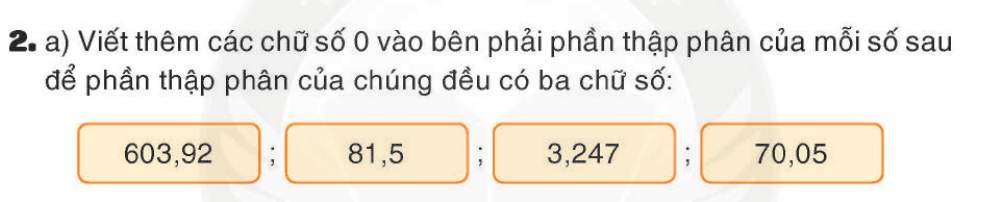 2. a) Viết thêm các chữ số 0 vào bên phải phần thập phân của mỗi số sau
để phần thập phân của chúng đều có ba chữ số:
603,92 ; 81,5 ; 3,247 ; 70,05